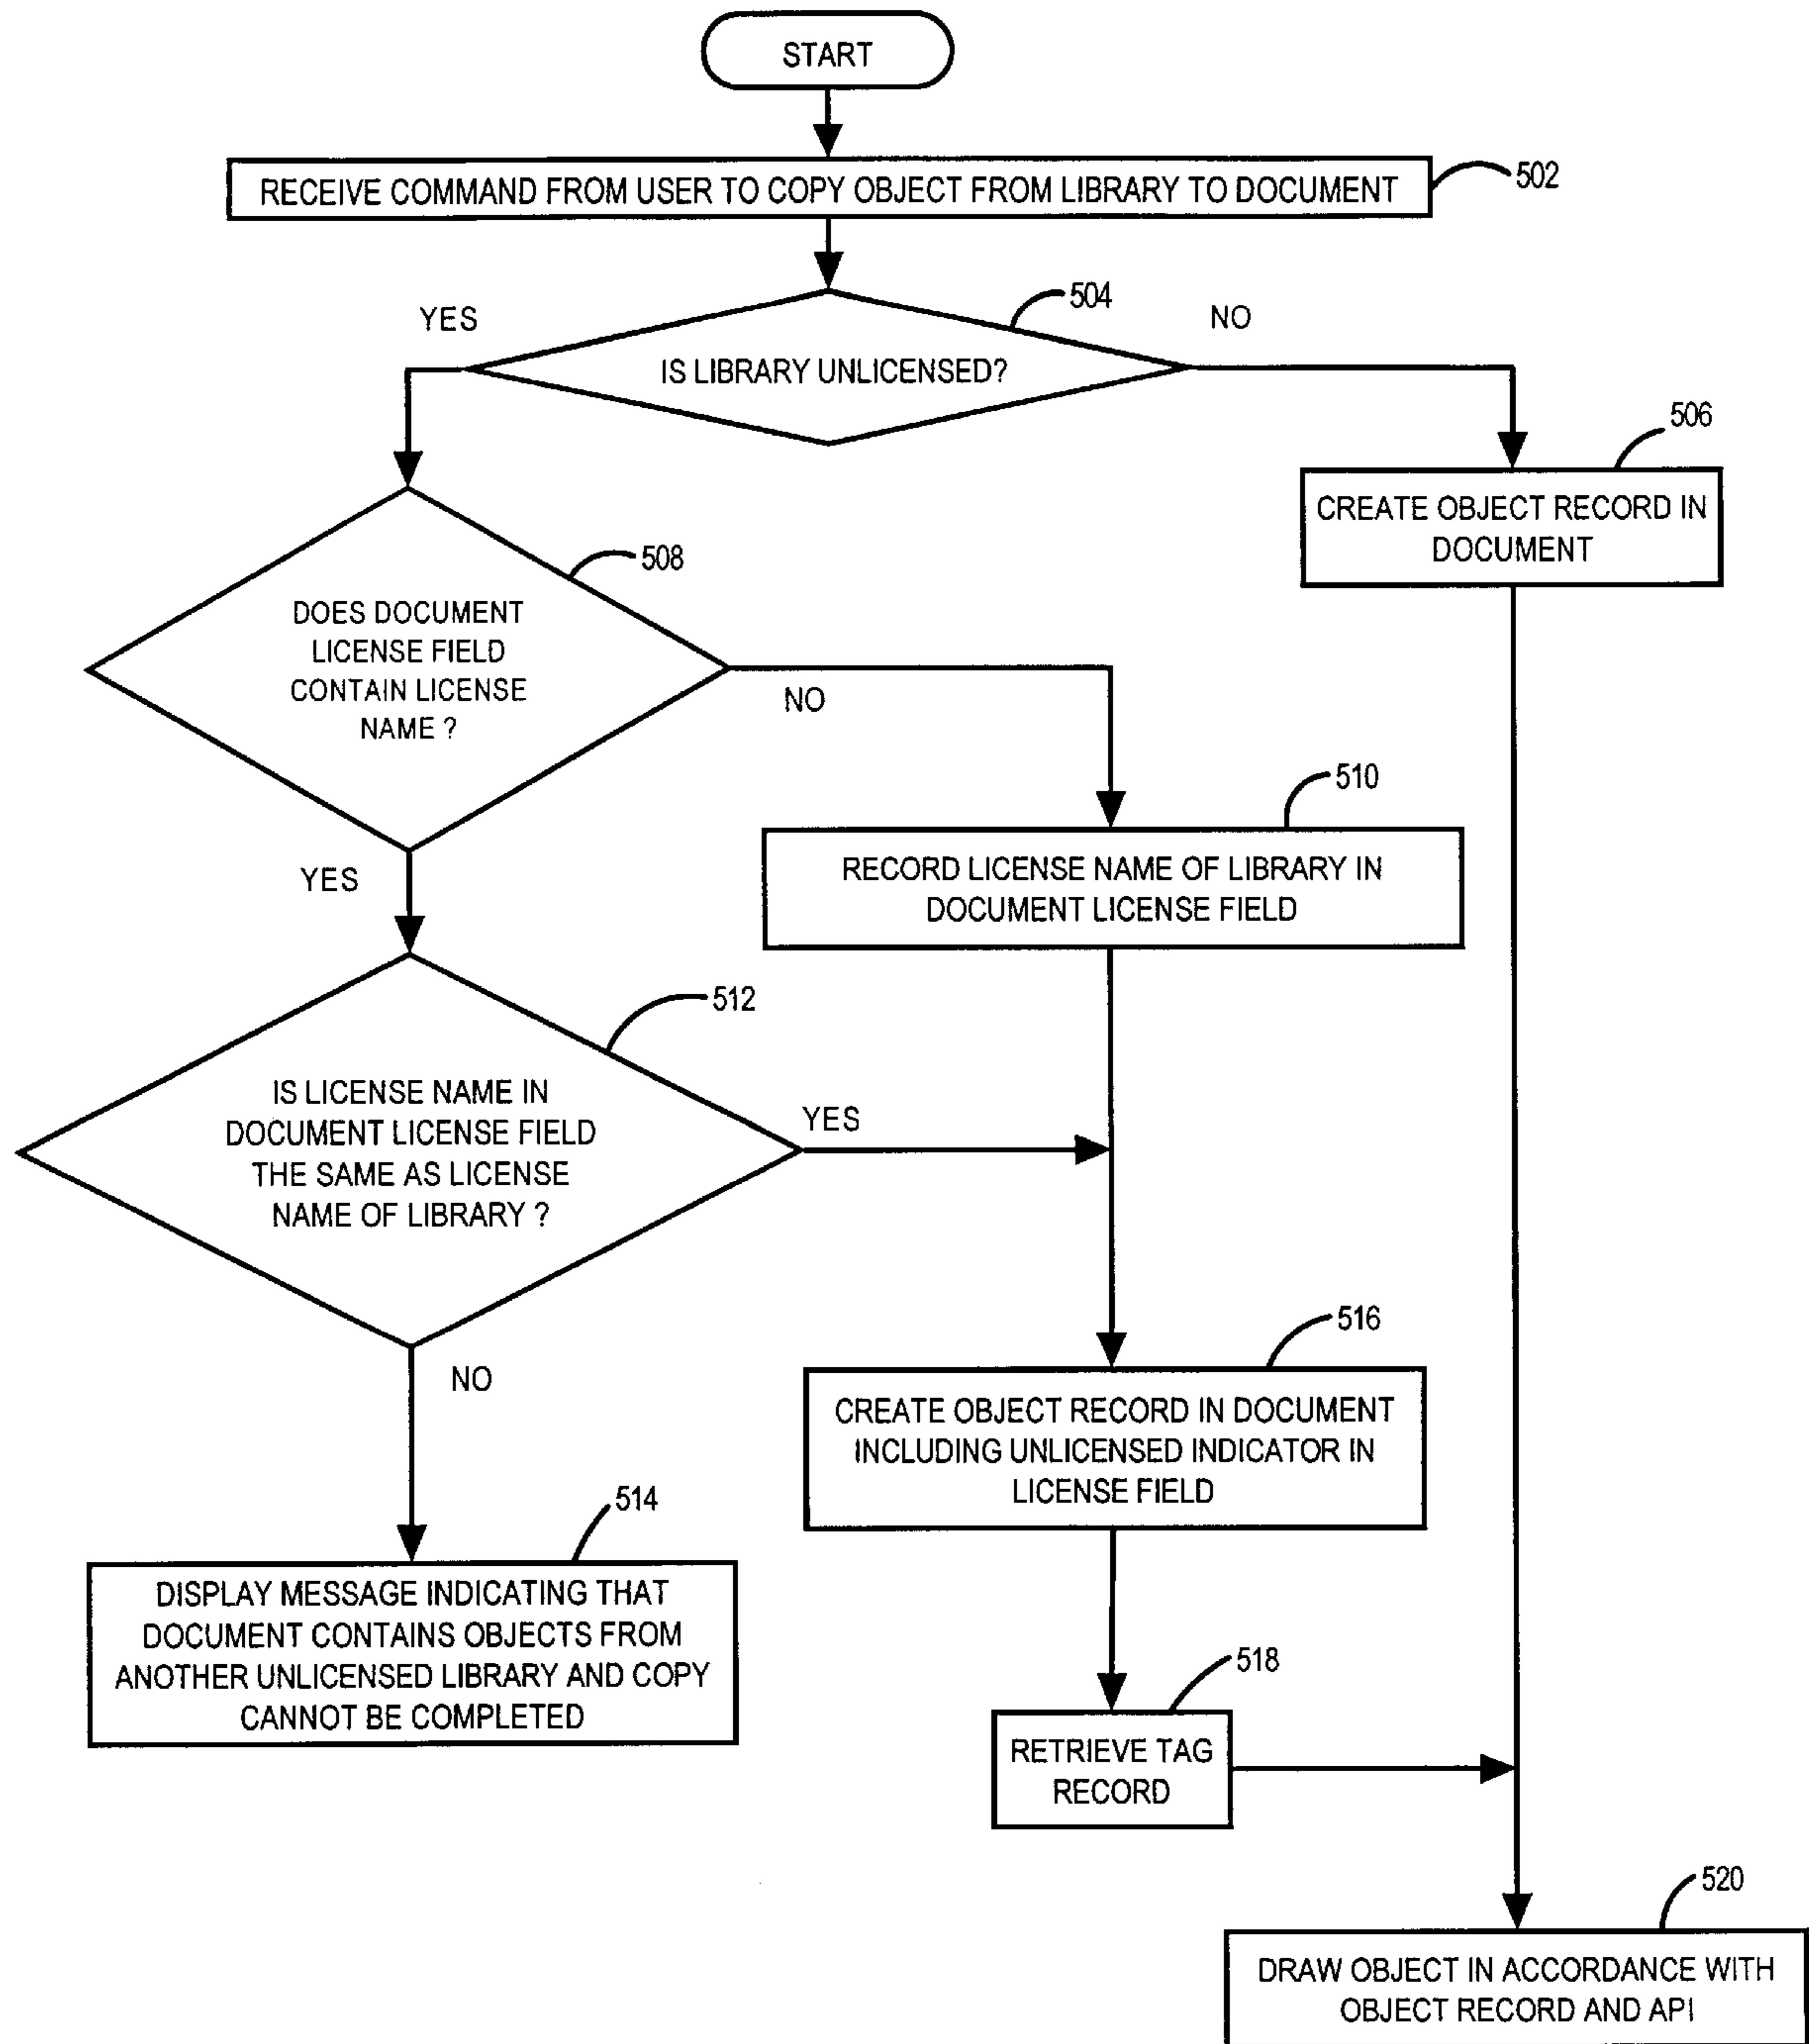 START
RECEIVE COMMAND FROM USER TO COPY OBJECT FROM LIBRARY TO DOCUMENT
502
504
YES
NO
IS LIBRARY UNLICENSED?
506
CREATE OBJECT RECORD IN
DOCUMENT
508
DOES DOCUMENT
LICENSE FIELD
CONTAIN LICENSE
NAME ?
NO
510
RECORD LICENSE NAME OF LIBRARY IN
DOCUMENT LICENSE FIELD
YES
512
IS LICENSE NAME IN
DOCUMENT LICENSE FIELD
THE SAME AS LICENSE
NAME OF LIBRARY ?
YES
516
NO
CREATE OBJECT RECORD IN DOCUMENT
INCLUDING UNLICENSED INDICATOR IN
LICENSE FIELD
514
DISPLAY MESSAGE INDICATING THAT
DOCUMENT CONTAINS OBJECTS FROM
ANOTHER UNLICENSED LIBRARY AND COPY
CANNOT BE COMPLETED
518
RETRIEVE TAG
RECORD
520
DRAW OBJECT IN ACCORDANCE WITH
OBJECT RECORD AND API